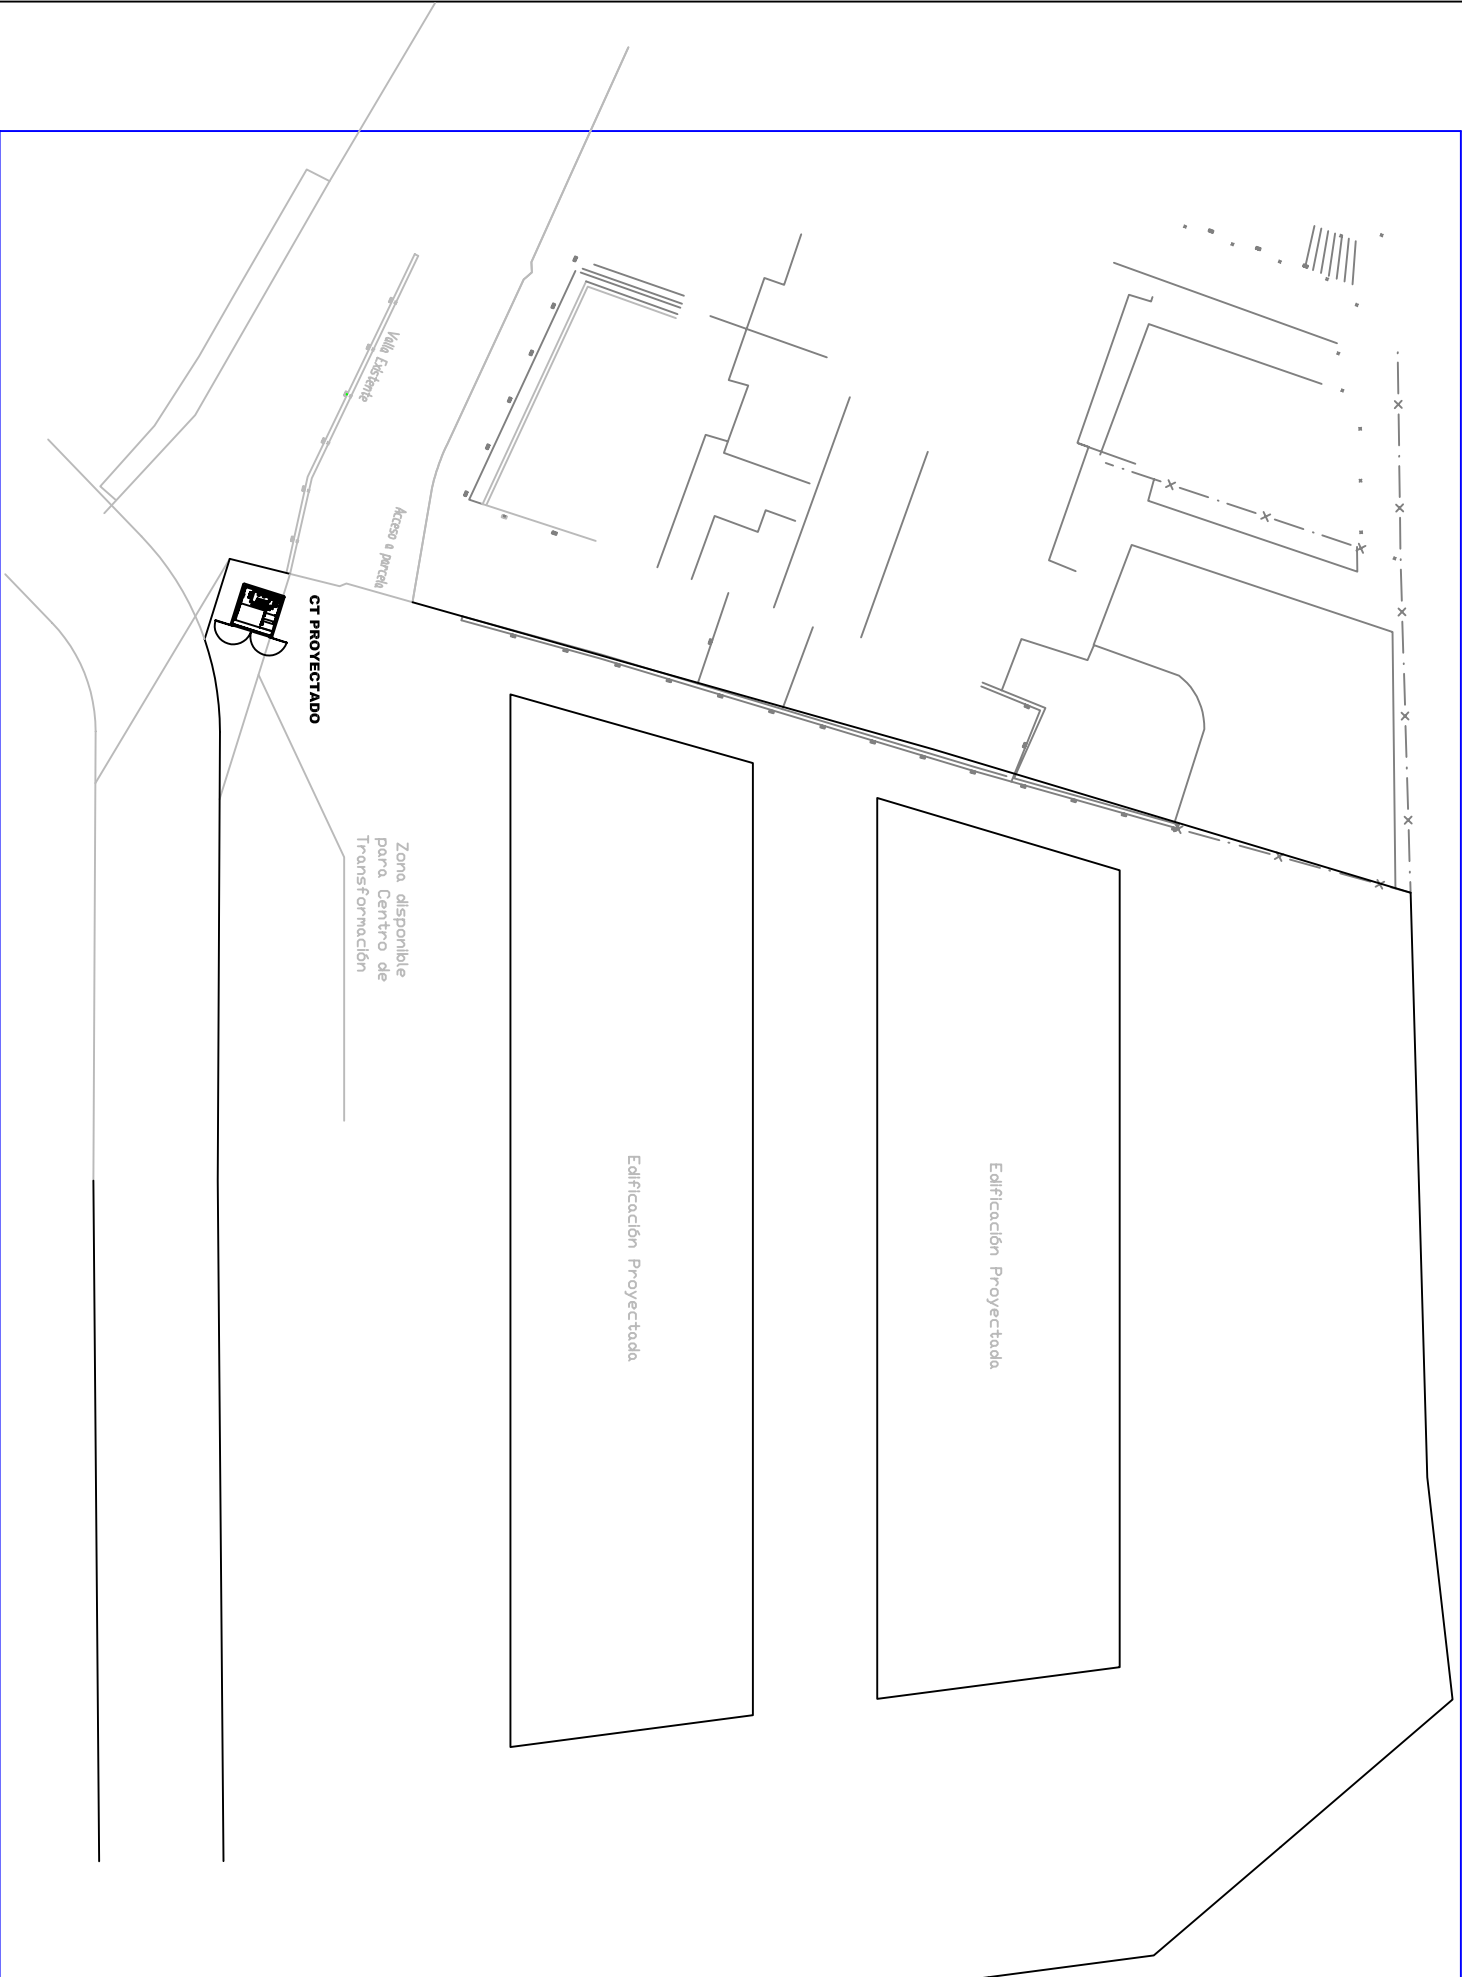 Valla Existente
Acceso a parcela
CT PROYECTADO
Zona disponible
para Centro de
Transformación
Edificación Proyectada
Edificación Proyectada